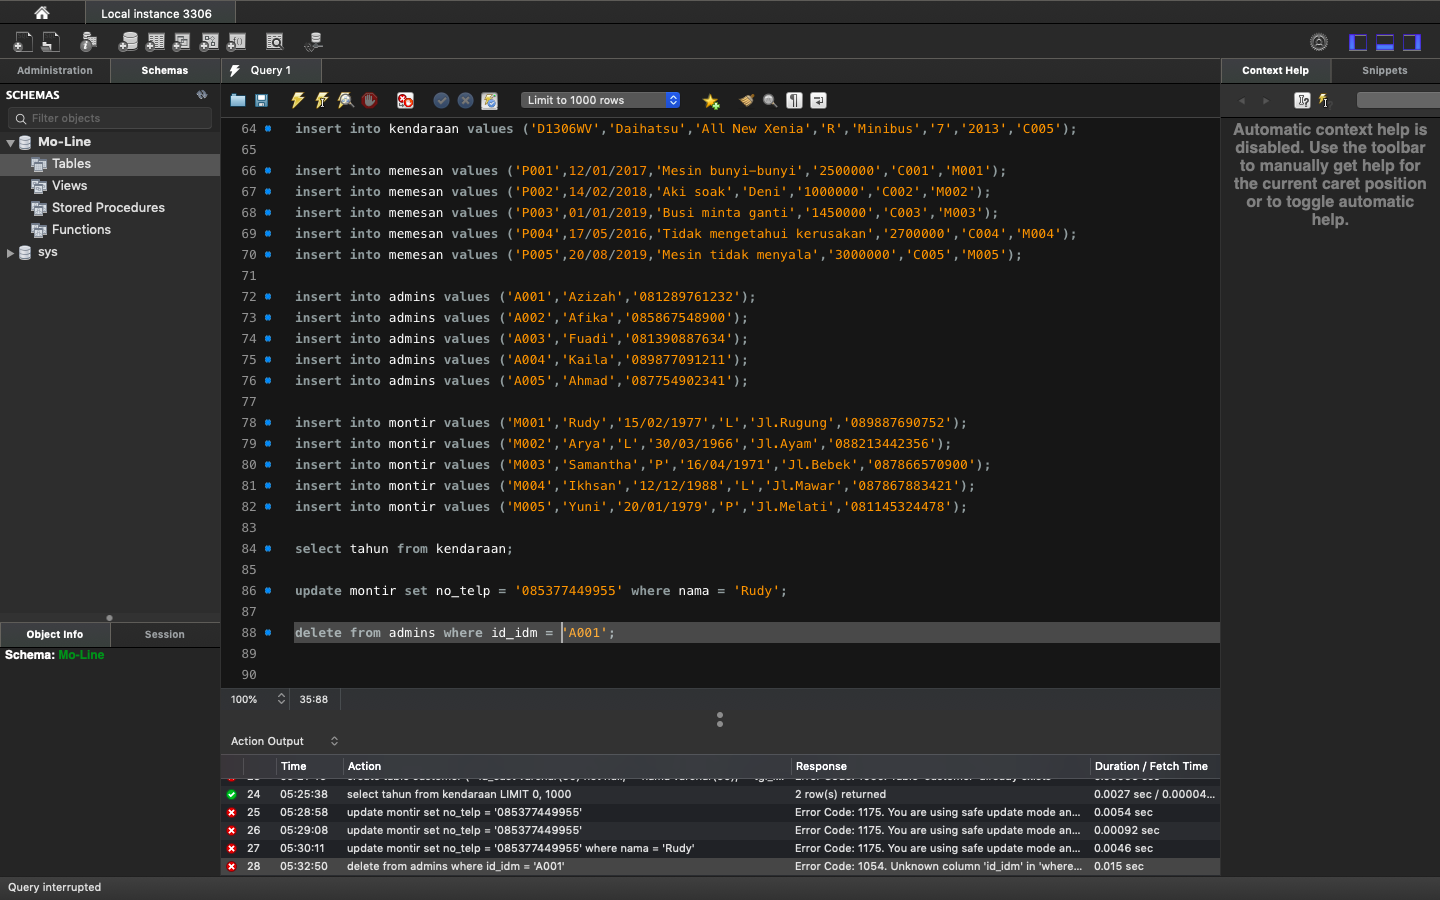 Local instance 3306
Administration
Schemas
Query 1
Context Help
Snippets
SCHEMAS
Filter objects
Limit to 1000 rows
Mo-Line
Tables
Views
Stored Procedures
Functions
sys
Automatic context help is
disabled. Use the toolbar
to manually get help for
the current caret position
or to toggle automatic
help.
64 insert into kendaraan values ('D1306WV','Daihatsu','All New Xenia','R','Minibus','7','2013','C005');
65
66 insert into memesan values ('P001',12/01/2017,'Mesin bunyi-bunyi','2500000','C001','M001');
67 insert into memesan values ('P002',14/02/2018,'Aki soak','Deni','1000000','C002','M002');
68 insert into memesan values ('P003',01/01/2019,'Busi minta ganti','1450000','C003','M003');
69 insert into memesan values ('P004',17/05/2016,'Tidak mengetahui kerusakan','2700000','C004','M004');
70 insert into memesan values ('P005',20/08/2019,'Mesin tidak menyala','3000000','C005','M005');
71
72 insert into admins values ('A001','Azizah','081289761232');
73 insert into admins values ('A002','Afika','085867548900');
74 insert into admins values ('A003','Fuadi','081390887634');
75 insert into admins values ('A004','Kaila','089877091211');
76 insert into admins values ('A005','Ahmad','087754902341');
77
78 insert into montir values ('M001','Rudy','15/02/1977','L','Jl.Rugung','089887690752');
79 insert into montir values ('M002','Arya','L','30/03/1966','Jl.Ayam','088213442356');
80 insert into montir values ('M003','Samantha','P','16/04/1971','Jl.Bebek','087866570900');
81 insert into montir values ('M004','Ikhsan','12/12/1988','L','Jl.Mawar','087867883421');
82 insert into montir values ('M005','Yuni','20/01/1979','P','Jl.Melati','081145324478');
83
84 select tahun from kendaraan;
85
86 update montir set no_telp = '085377449955' where nama = 'Rudy';
87
88 delete from admins where id_idm = 'A001';
89
90
Object Info
Session
Schema: Mo-Line
100%
35:88
Action Output
Time Action Response Duration / Fetch Time
24 05:25:38 select tahun from kendaraan LIMIT 0, 1000 2 row(s) returned 0.0027 sec / 0.00004...
25 05:28:58 update montir set no_telp = '085377449955' Error Code: 1175. You are using safe update mode an... 0.0054 sec
26 05:29:08 update montir set no_telp = '085377449955' Error Code: 1175. You are using safe update mode an... 0.00092 sec
27 05:30:11 update montir set no_telp = '085377449955' where nama = 'Rudy' Error Code: 1175. You are using safe update mode an... 0.0046 sec
28 05:32:50 delete from admins where id_idm = 'A001' Error Code: 1054. Unknown column 'id_idm' in 'where... 0.015 sec
Query interrupted